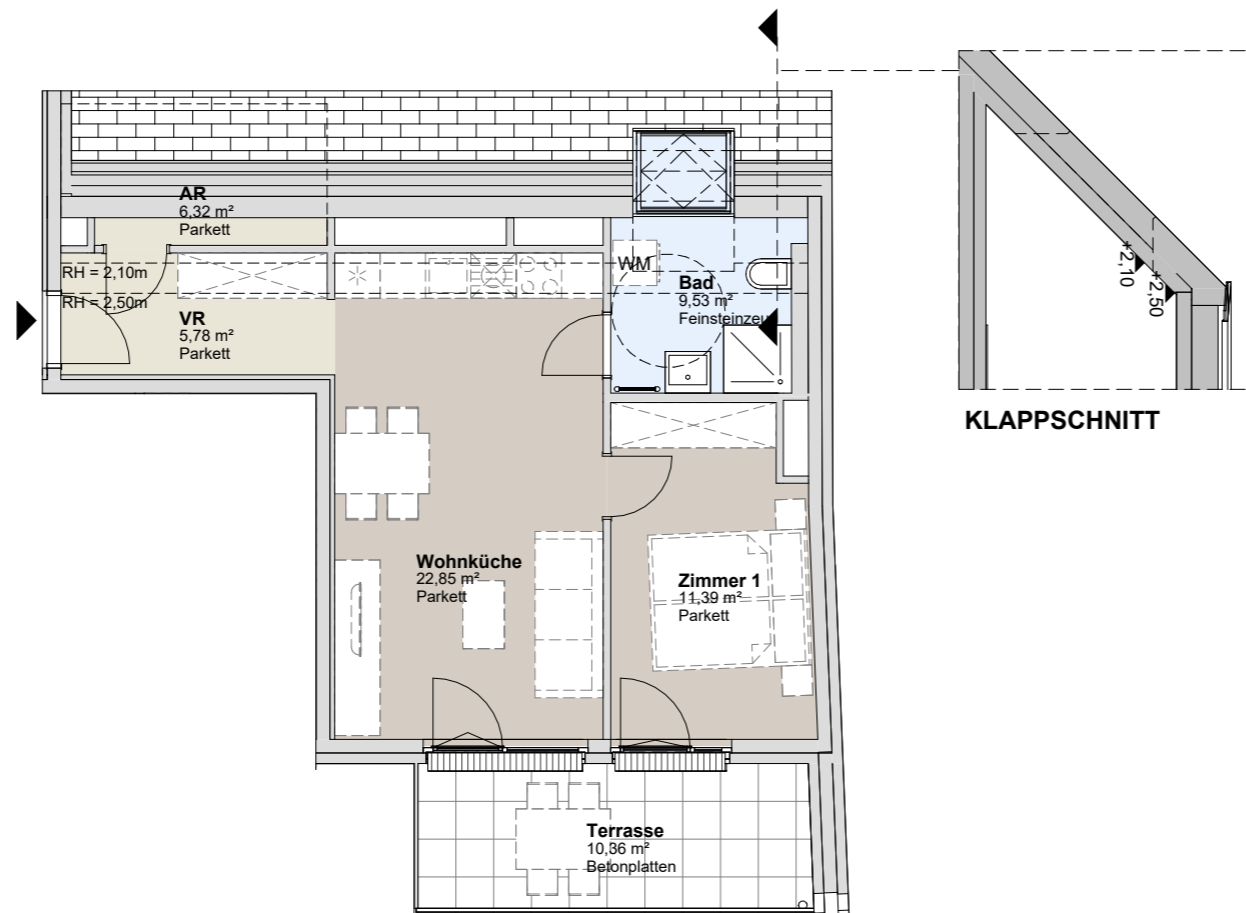 AR
6,32 m²
Parkett
RH = 2,10m
RH = 2,50m
VR
5,78 m²
Parkett
WM
Bad
9,53 m²
Feinsteinzeug
+2,10
+2,50
KLAPPSCHNITT
Wohnküche
22,85 m²
Parkett
Zimmer 1
11,39 m²
Parkett
Terrasse
10,36 m²
Betonplatten